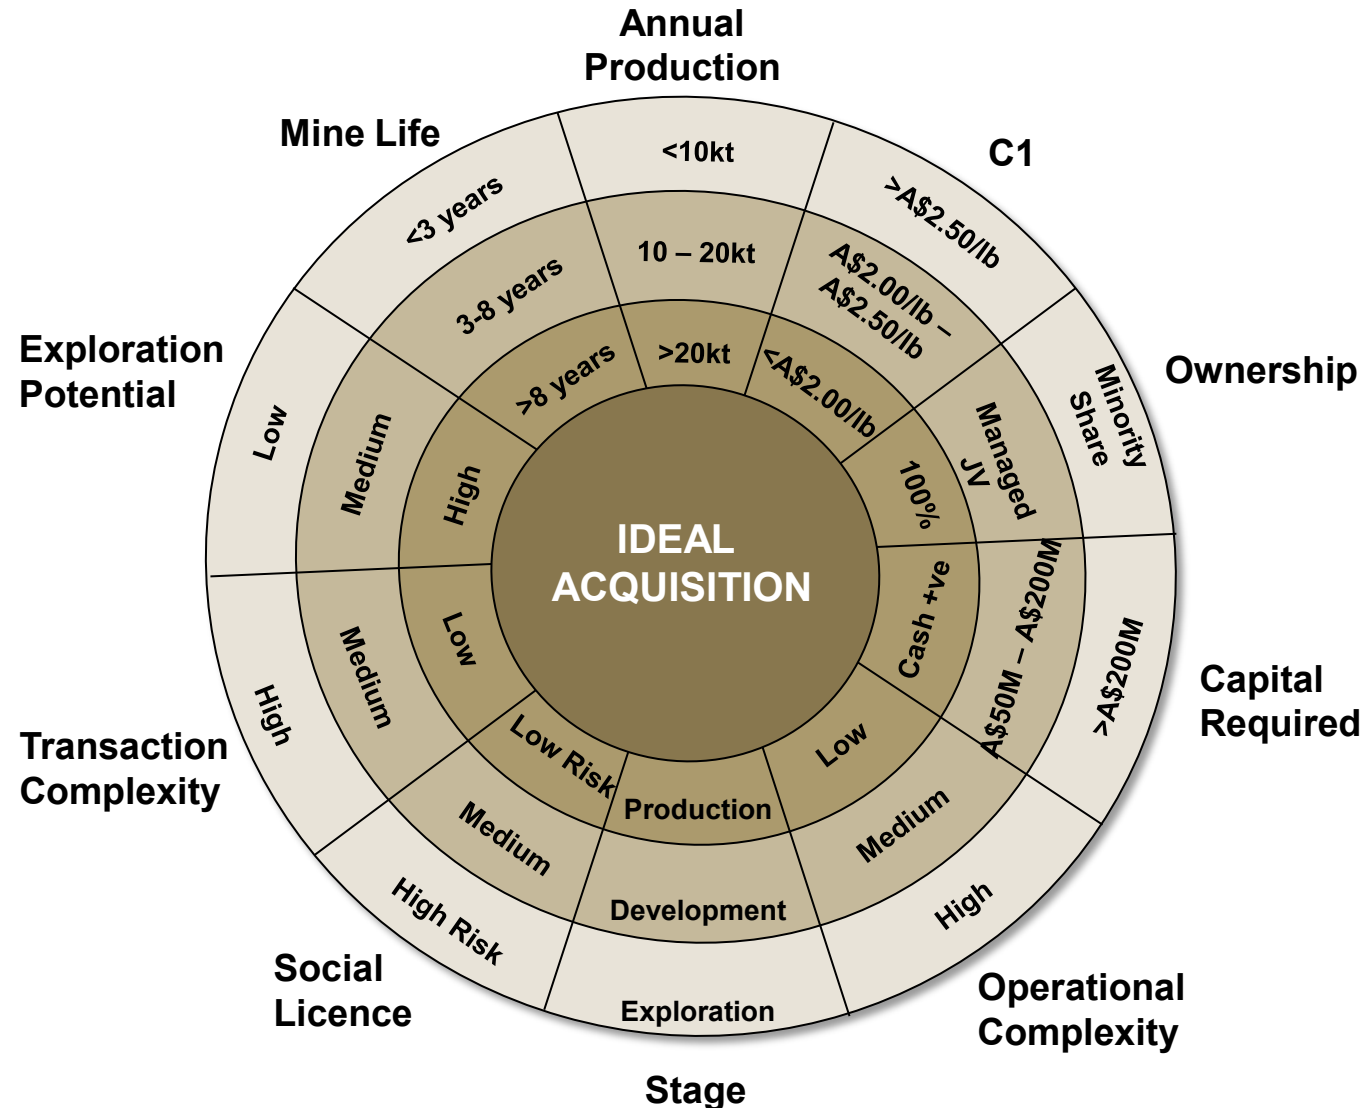 Annual
Production
Mine Life
C1
Exploration
Potential
Ownership
Transaction
Complexity
Capital
Required
Social
Licence
Operational
Complexity
Stage
<10kt
10 – 20kt
>20kt
>A$2.50/lb
A$2.00/lb –
A$2.50/lb
<A$2.00/lb
Minority
Share
Managed
JV
100%
>A$200M
A$50M – A$200M
Cash +ve
High
Medium
Low
Exploration
Development
Production
High Risk
Medium
Low Risk
High
Medium
Low
Low
Medium
High
<3 years
3-8 years
>8 years
IDEAL
ACQUISITION